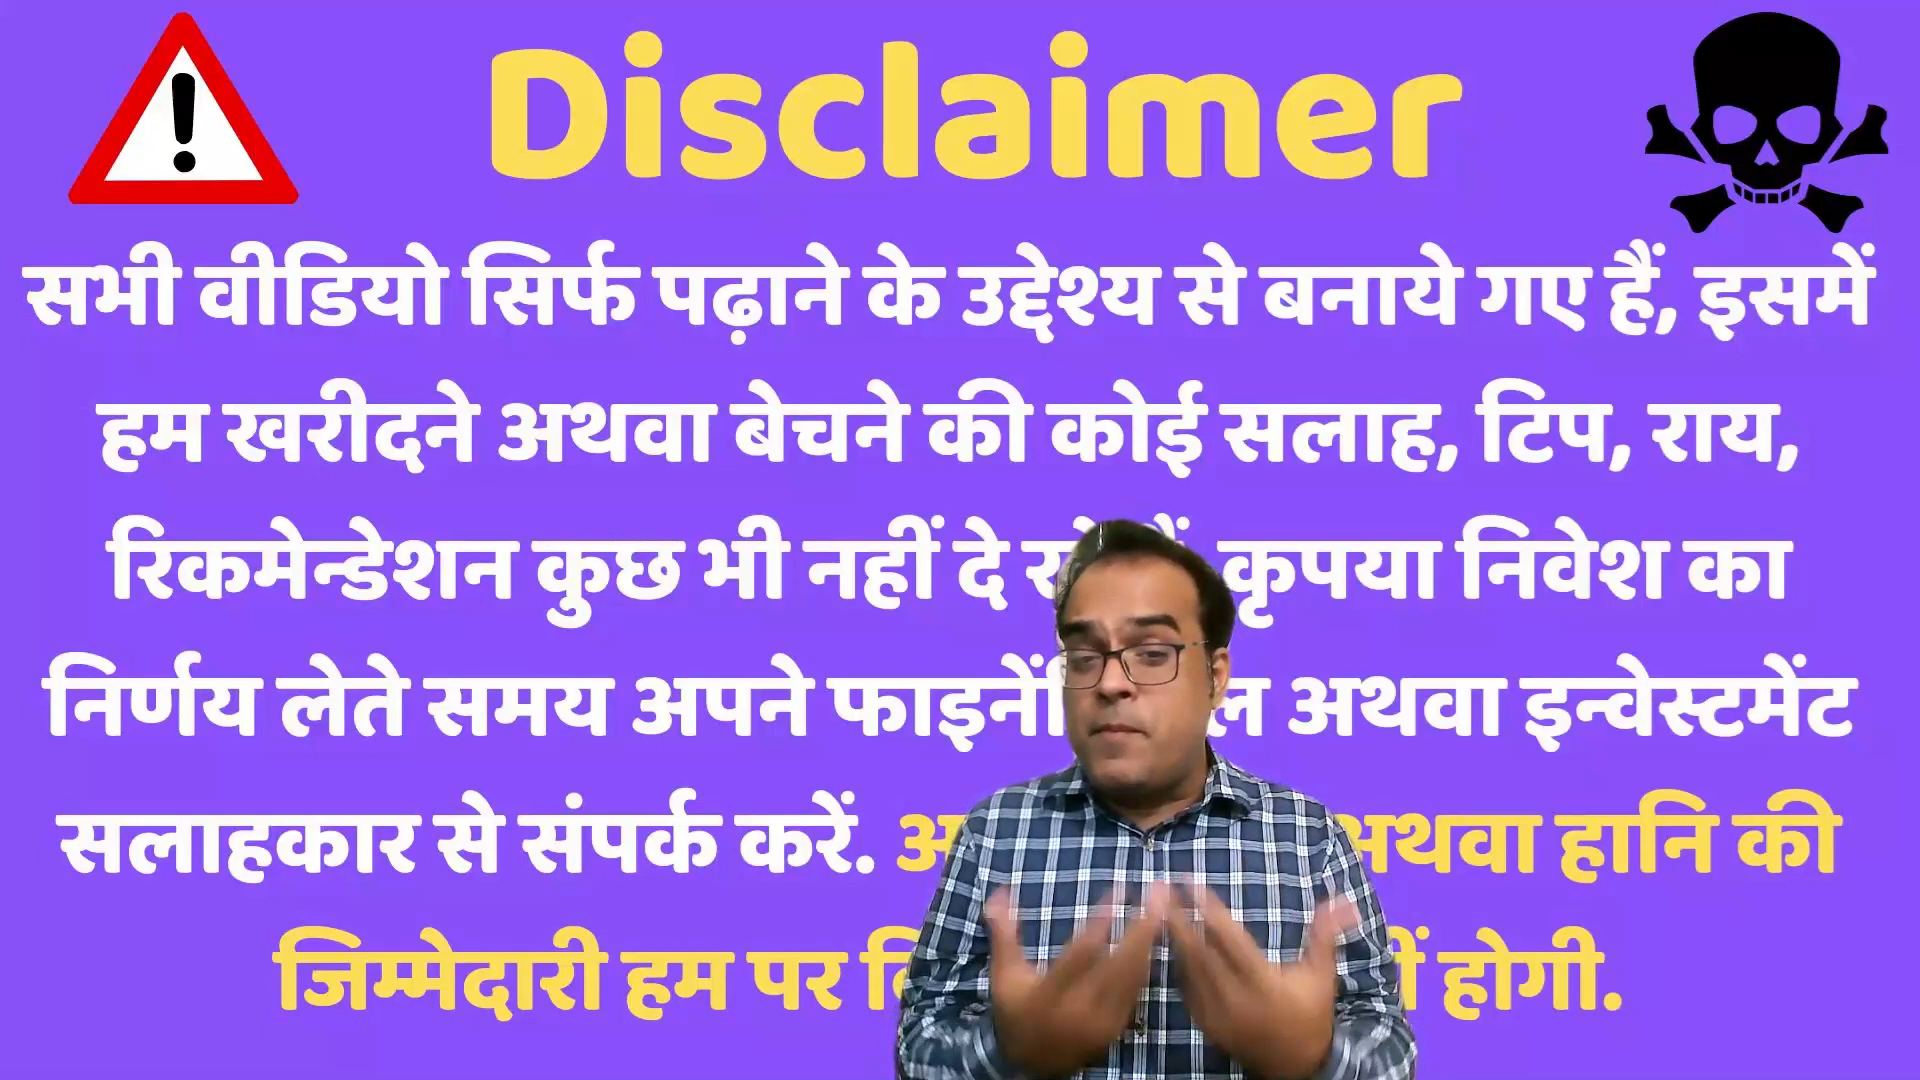 Disclaimer
सभी वीडियो सिर्फ पढ़ाने के उद्देश्य से बनाये गए हैं, इसमें
हम खरीदने अथवा बेचने की कोई सलाह, टिप, राय,
रिकमेन्डेशन कुछ भी नहीं दे कृपया निवेश का
निर्णय लेते समय अपने अथवा इन्वेस्टमेंट
सलाहकार से संपर्क करें. अथवा हानि की
जिम्मेदारी हम पर होगी.